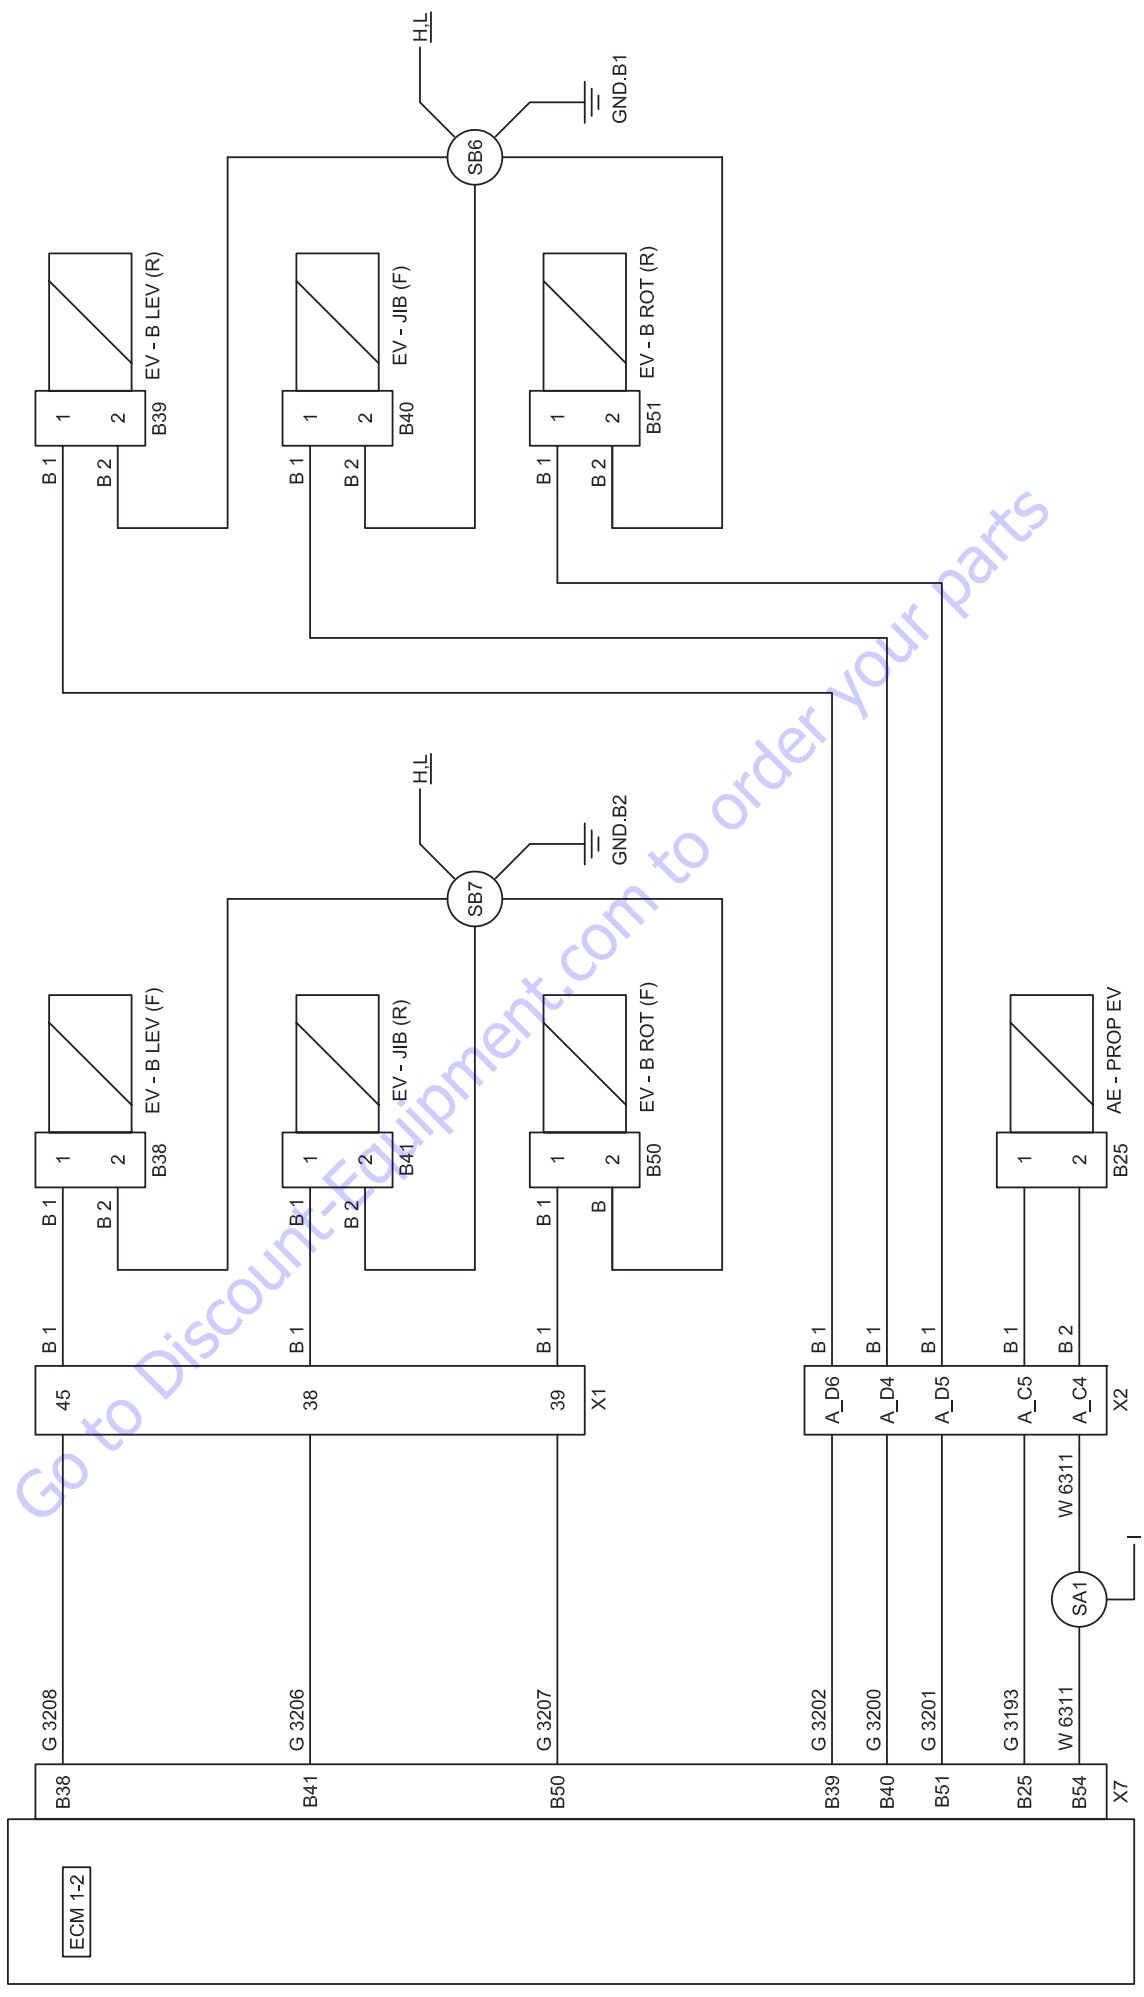 ECM 1-2
B38
B41
B50
B39
B40
B51
B25
B54
X7
G 3208
G 3206
G 3207
G 3202
G 3200
G 3201
G 3193
W 6311
SA1
I
W 6311
45
38
39
X1
A_D6
A_D4
A_D5
A_C5
A_C4
X2
B 1
B 1
B 1
B 1
B 1
B 1
B 1
B 2
B 1
B 2
1
2
B38
EV - B LEV (F)
B 1
B 2
1
2
B41
EV - JIB (R)
B 1
B
1
2
B50
EV - B ROT (F)
1
2
B25
AE - PROP EV
SB7
H,L
GND.B2
B 1
B 2
1
2
B39
EV - B LEV (R)
B 1
B 2
1
2
B40
EV - JIB (F)
B 1
B 2
1
2
B51
EV - B ROT (R)
SB6
H,L
GND.B1
Go to Discount-Equipment.com to order your parts